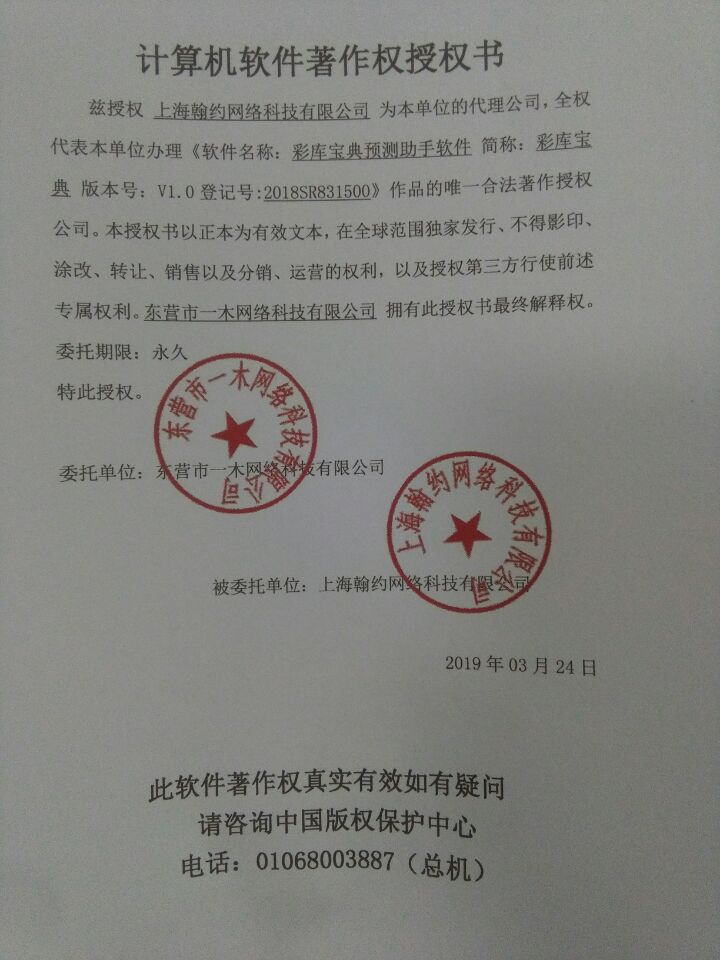 计算机软件著作权授权书
兹授权 上海翰约网络科技有限公司 为本单位的代理公司,全权
代表本单位办理《软件名称：彩库宝典预测助手软件 简称：彩库宝
典 版本号：V1.0 登记号:2018SR831500》作品的唯一合法著作授权
公司。本授权书以正本为有效文本,在全球范围独家发行、不得影印、
涂改、转让、销售以及分销、运营的权利,以及授权第三方行使前述
专属权利。东营市一木网络科技有限公司 拥有此授权书最终解释权。
委托期限：永久
特此授权。
东营市一木网络科技有限公司
委托单位：东营市一木网络科技有限公司
上海翰约网络科技有限公司
被委托单位：上海翰约网络科技有限公司
2019 年 03 月 24 日
此软件著作权真实有效如有疑问
请咨询中国版权保护中心
电话：01068003887（总机）